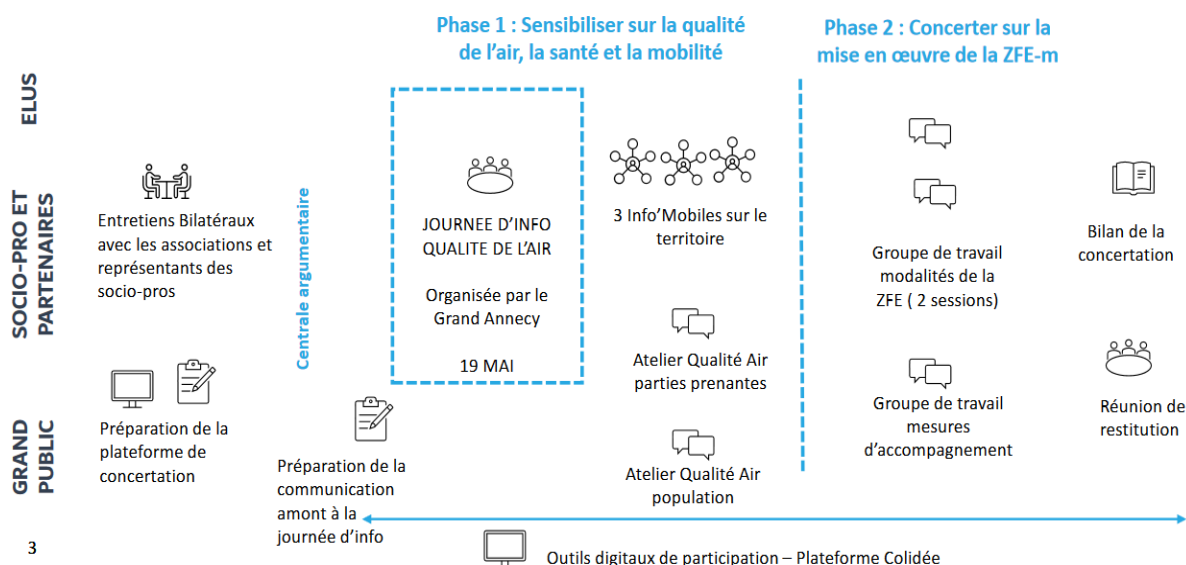 Phase 1 : Sensibiliser sur la qualité
de l'air, la santé et la mobilité
Phase 2 : Concerter sur la
mise en œuvre de la ZFE-m
ELUS
SOCIO-PRO ET
PARTENAIRES
GRAND
PUBLIC
Entretiens Bilatéraux
avec les associations et
représentants des
socio-pros
Préparation de la
plateforme de
concertation
Centrale argumentaire
Préparation de la
communication
amont à la
journée d'info
JOURNEE D'INFO
QUALITE DE L'AIR
Organisée par le
Grand Annecy
19 MAI
3 Info'Mobiles sur le
territoire
Atelier Qualité Air
parties prenantes
Atelier Qualité Air
population
Groupe de travail
modalités de la
ZFE ( 2 sessions)
Groupe de travail
mesures
d'accompagnement
Bilan de la
concertation
Réunion de
restitution
Outils digitaux de participation – Plateforme Colidée
3